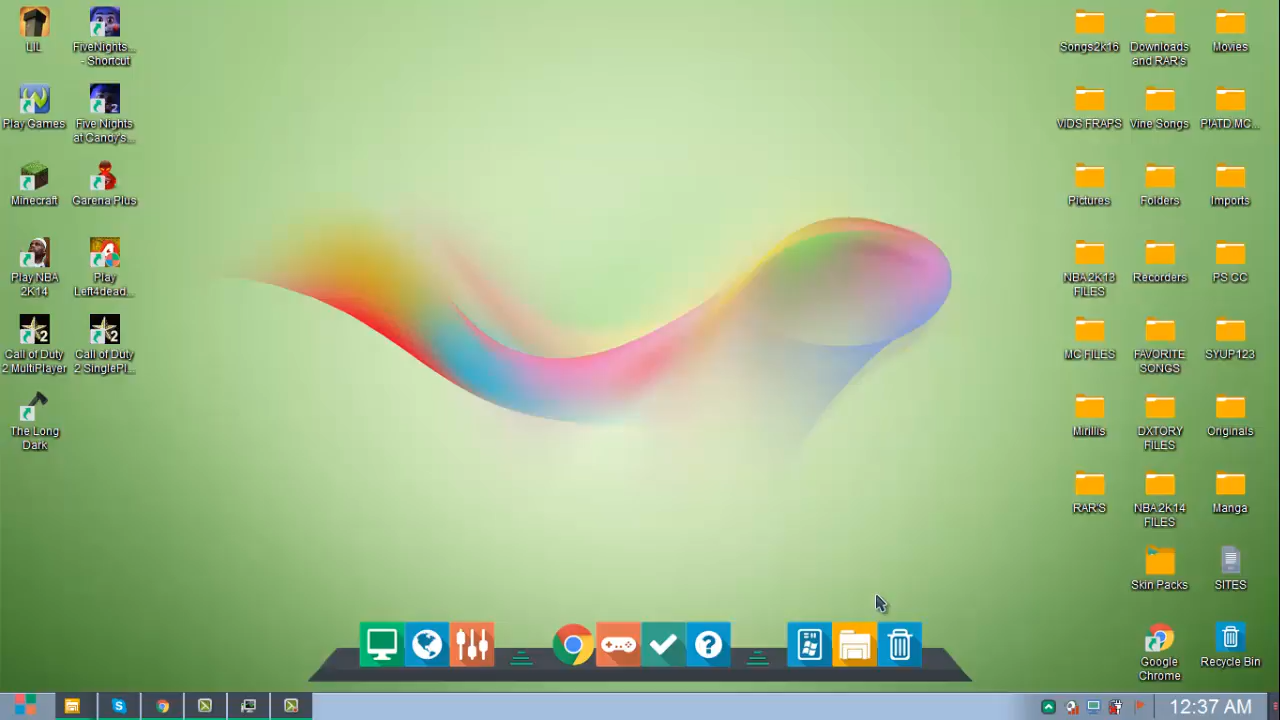 LIL
FiveNights...
- Shortcut
Play Games
Five Nights
at Candy's...
Minecraft
Garena Plus
Play NBA
2K14
Play
Left4dead...
Call of Duty
2 MultiPlayer
Call of Duty
2 SinglePl...
The Long
Dark
Songs2k16
Downloads
and RAR's
Movies
VIDS FRAPS
Vine Songs
PIATD.MC...
Pictures
Folders
Imports
NBA 2K13
FILES
Recorders
PS CC
MC FILES
FAVORITE
SONGS
SYUP123
Mirillis
DXTORY
FILES
Originals
RAR'S
NBA 2K14
FILES
Manga
Skin Packs
SITES
Google
Chrome
Recycle Bin
12:37 AM